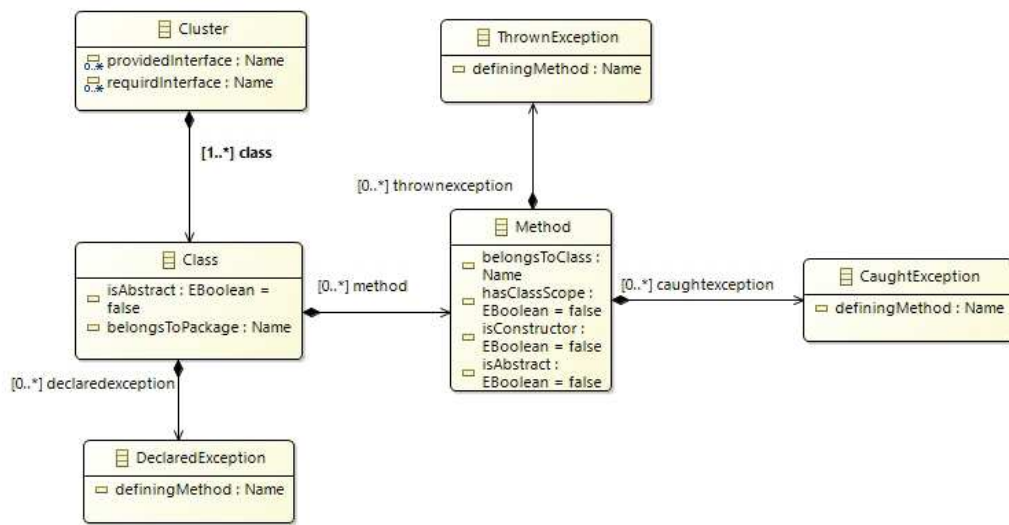 Cluster
0..* providedInterface : Name
0..* requirdInterface : Name
ThrownException
definingMethod : Name
[1..*] class
[0..*] thrownexception
Method
belongsToClass :
Name
hasClassScope :
EBoolean = false
isConstructor :
EBoolean = false
isAbstract :
EBoolean = false
Class
isAbstract : EBoolean =
false
belongsToPackage : Name
[0..*] method
[0..*] caughtexception
CaughtException
definingMethod : Name
[0..*] declaredexception
DeclaredException
definingMethod : Name